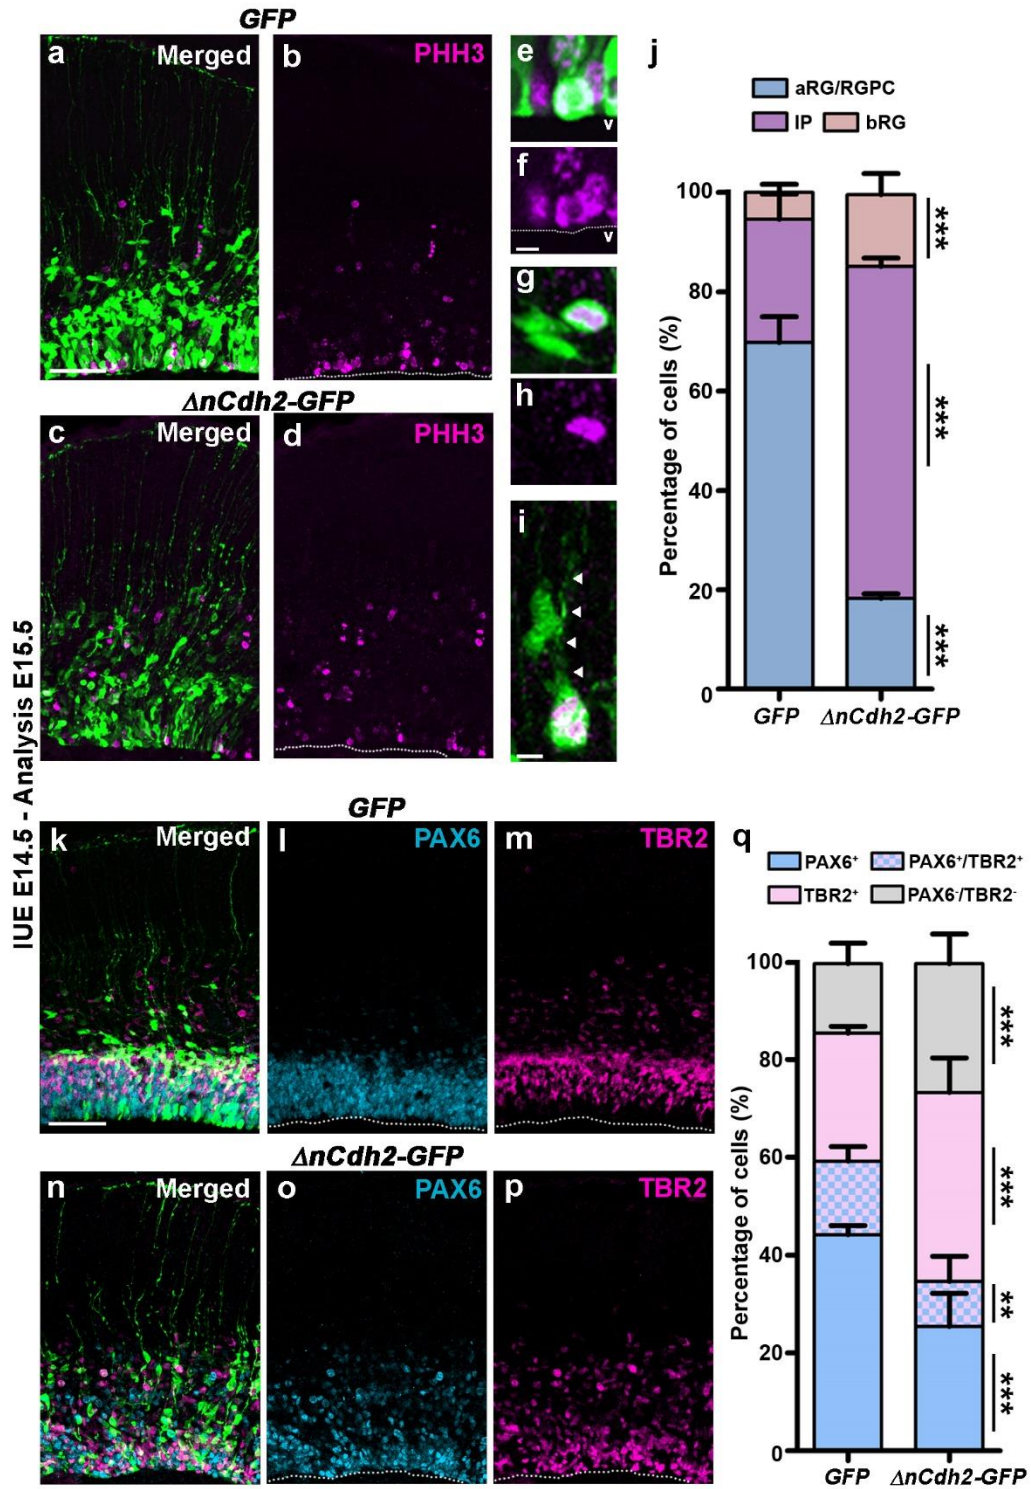 GFP
a Merged
b PHH3
e
v
f
v
g
h
ΔnCdh2-GFP
c Merged
d PHH3
i
IUE E14.5 - Analysis E15.5
j
aRG/RGPC
IP bRG
Percentage of cells (%)
100
80
60
40
20
0
***
***
***
GFP ΔnCdh2-GFP
GFP
k Merged
l PAX6
m TBR2
ΔnCdh2-GFP
n Merged
o PAX6
p TBR2
q
PAX6⁺ PAX6⁺/TBR2⁺
TBR2⁺ PAX6⁻/TBR2⁻
Percentage of cells (%)
100
80
60
40
20
0
***
***
**
***
GFP ΔnCdh2-GFP